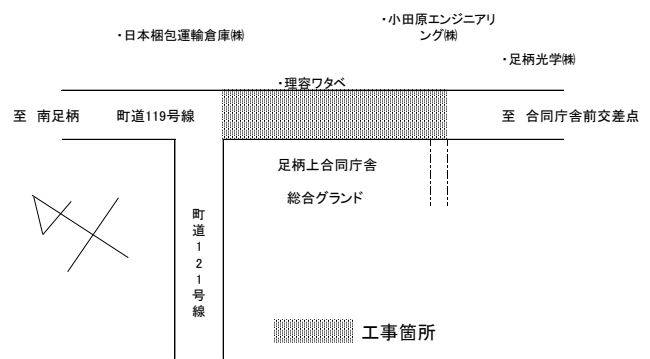 ・小田原エンジニアリ
ング㈱
・日本梱包運輸倉庫㈱
・足柄光学㈱
・理容ワタベ
至 南足柄
町道119号線
至 合同庁舎前交差点
足柄上合同庁舎
総合グランド
町道121号線
工事箇所